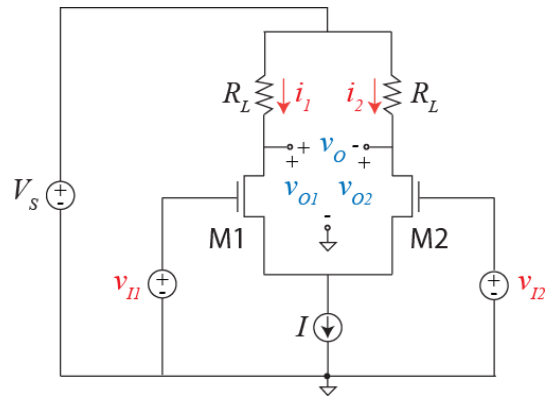 R_L i_1 i_2 R_L
+ v_O -
+ +
v_O1 v_O2
V_s + -
-
M1 M2
v_I1 + - + - v_I2
I